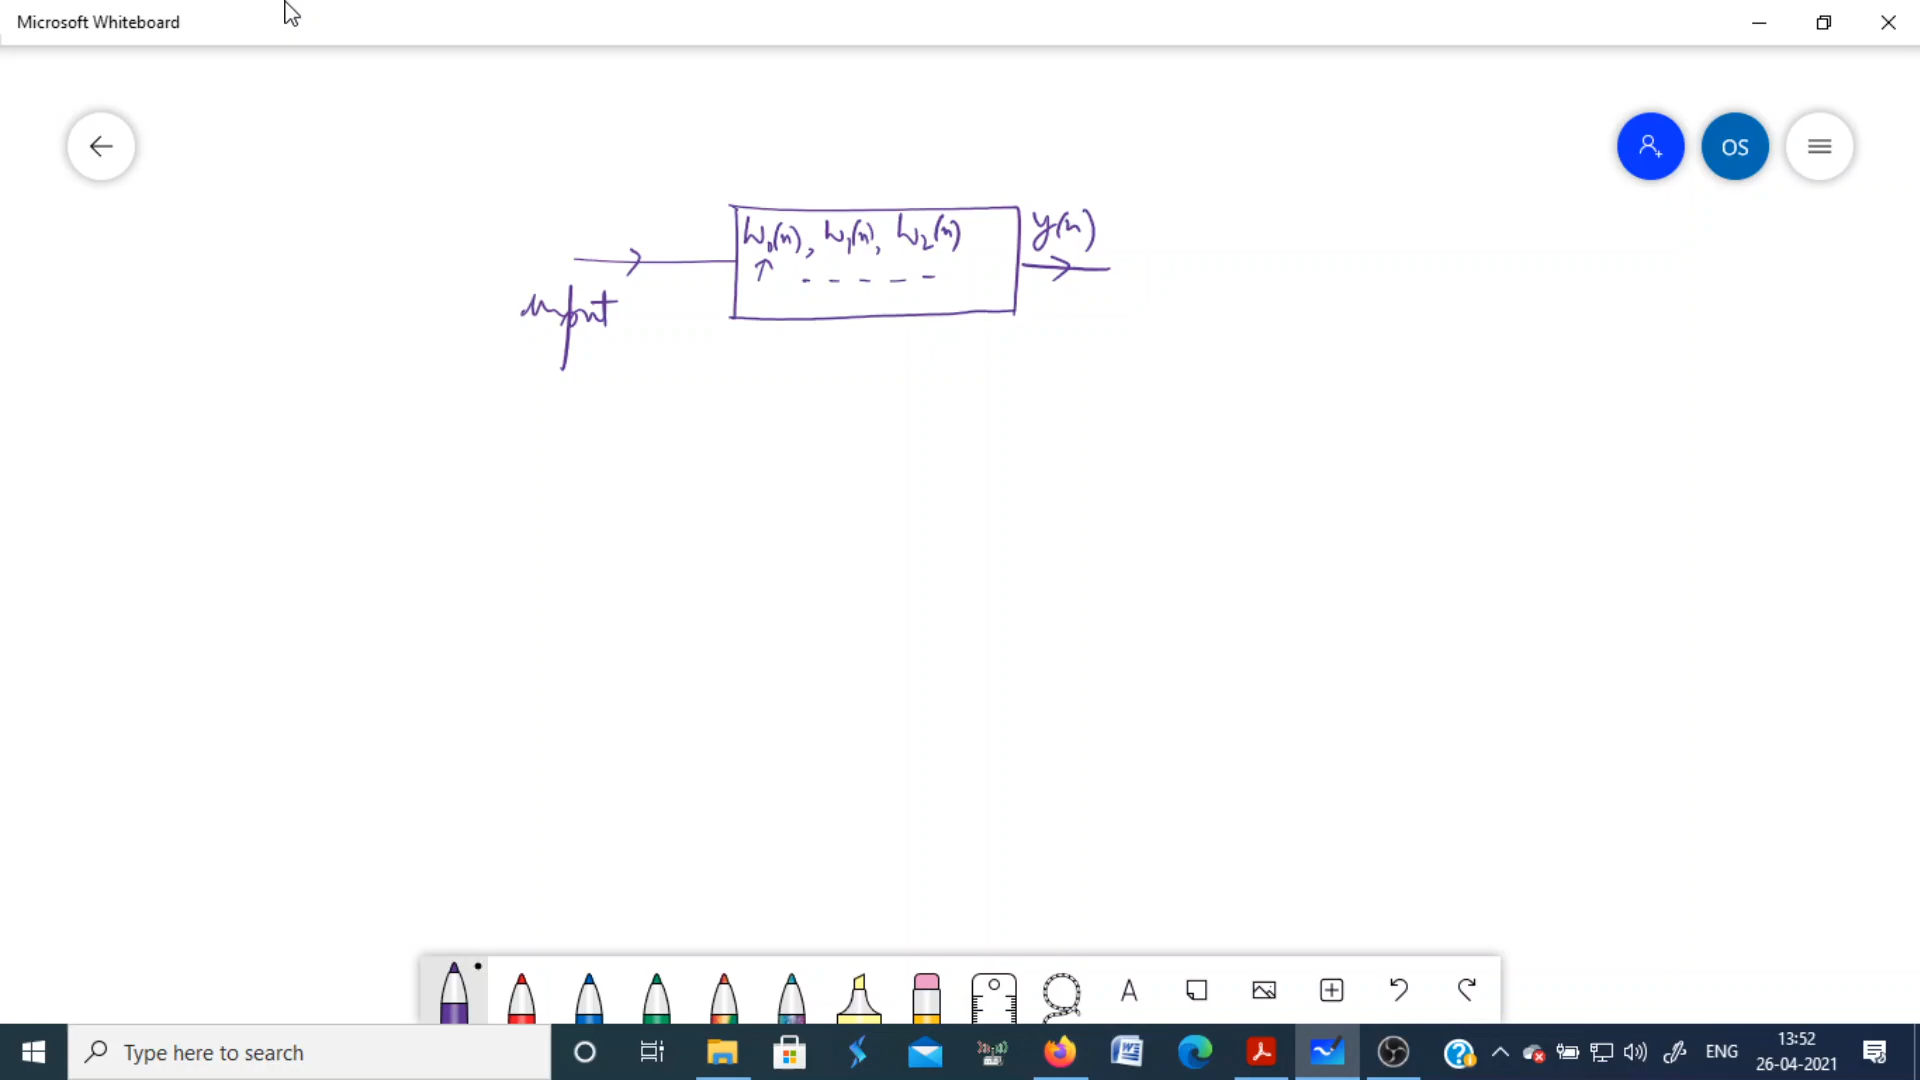 Microsoft Whiteboard
OS
w₀(n), w₁(n), w₂(n)
y(n)
input
A
Type here to search
ENG
13:52
26-04-2021